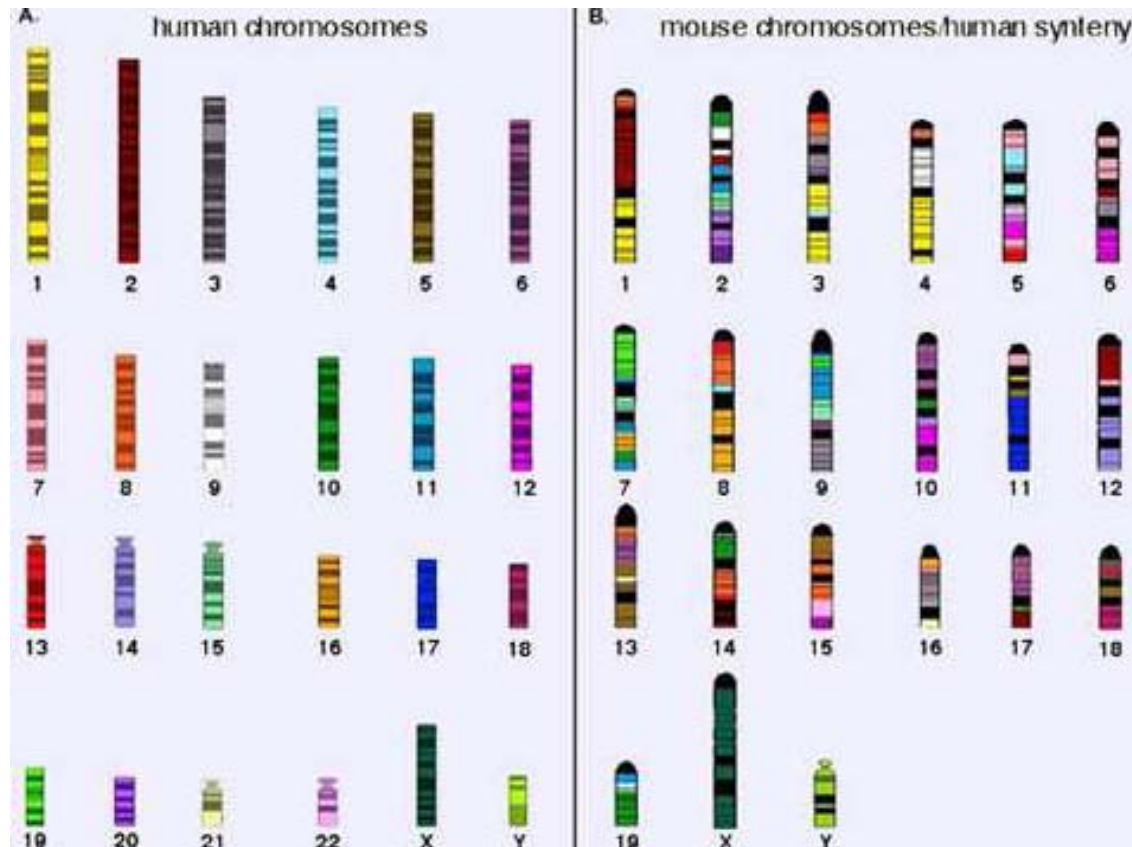 A.
human chromosomes
1 2 3 4 5 6
7 8 9 10 11 12
13 14 15 16 17 18
19 20 21 22 X Y
B.
mouse chromosomes/human synteny
1 2 3 4 5 6
7 8 9 10 11 12
13 14 15 16 17 18
19 X Y